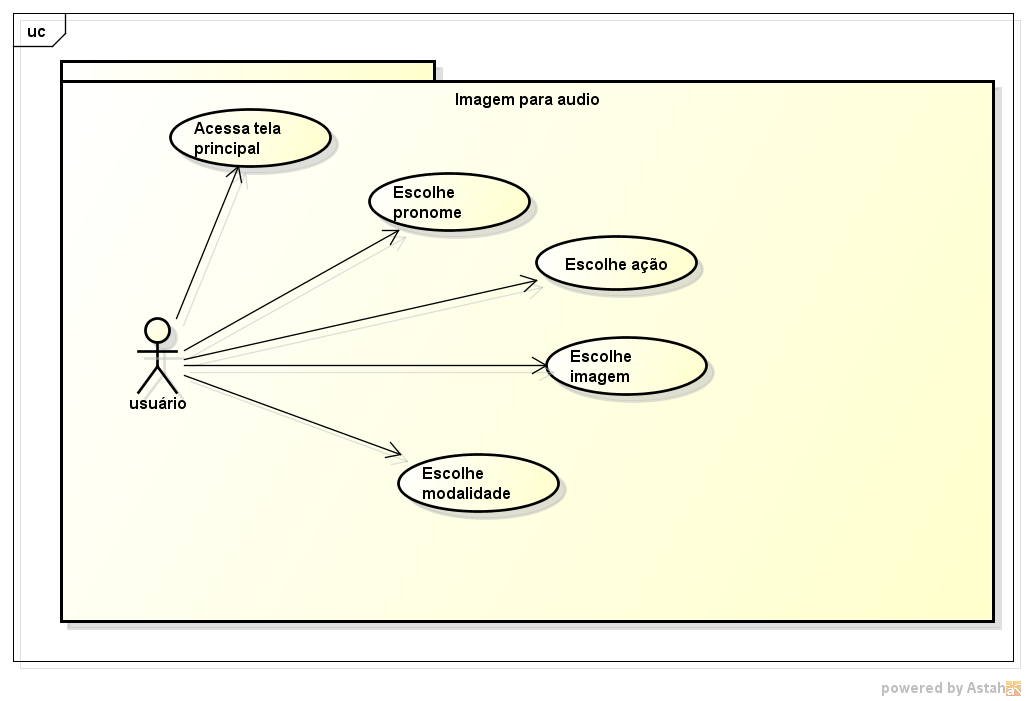 uc
Imagem para audio
Acessa tela
principal
Escolhe
pronome
Escolhe ação
Escolhe
imagem
usuário
Escolhe
modalidade
powered by Astah